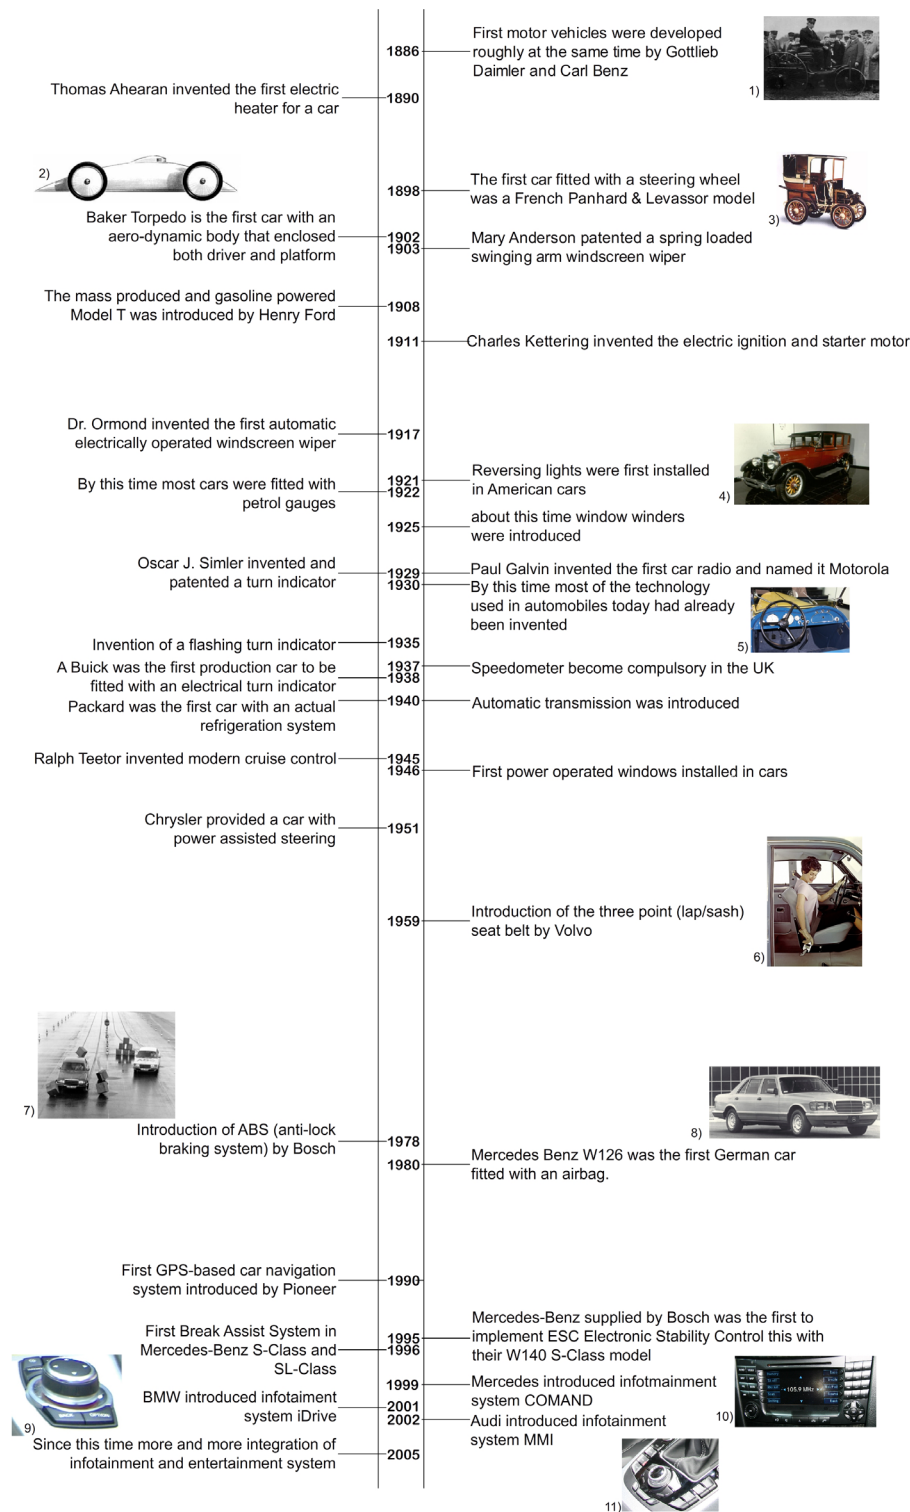 1886
First motor vehicles were developed
roughly at the same time by Gottlieb
Daimler and Carl Benz
1)
Thomas Ahearan invented the first electric
heater for a car
1890
2)
1898
The first car fitted with a steering wheel
was a French Panhard & Levassor model
3)
Baker Torpedo is the first car with an
aero-dynamic body that enclosed
both driver and platform
1902
1903
Mary Anderson patented a spring loaded
swinging arm windscreen wiper
The mass produced and gasoline powered
Model T was introduced by Henry Ford
1908
1911
Charles Kettering invented the electric ignition and starter motor
Dr. Ormond invented the first automatic
electrically operated windscreen wiper
1917
1921
Reversing lights were first installed
in American cars
4)
By this time most cars were fitted with
petrol gauges
1922
1925
about this time window winders
were introduced
Oscar J. Simler invented and
patented a turn indicator
1929
Paul Galvin invented the first car radio and named it Motorola
1930
By this time most of the technology
used in automobiles today had already
been invented
5)
Invention of a flashing turn indicator
1935
1937
Speedometer become compulsory in the UK
A Buick was the first production car to be
fitted with an electrical turn indicator
1938
Packard was the first car with an actual
refrigeration system
1940
Automatic transmission was introduced
Ralph Teetor invented modern cruise control
1945
1946
First power operated windows installed in cars
Chrysler provided a car with
power assisted steering
1951
1959
Introduction of the three point (lap/sash)
seat belt by Volvo
6)
7)
Introduction of ABS (anti-lock
braking system) by Bosch
1978
8)
1980
Mercedes Benz W126 was the first German car
fitted with an airbag.
First GPS-based car navigation
system introduced by Pioneer
1990
1995
Mercedes-Benz supplied by Bosch was the first to
implement ESC Electronic Stability Control this with
their W140 S-Class model
First Break Assist System in
Mercedes-Benz S-Class and
SL-Class
1996
1999
Mercedes introduced infotmainment
system COMAND
10)
105.9 MHz
BMW introduced infotaiment
system iDrive
2001
9)
BACK
OPTION
2002
Audi introduced infotainment
system MMI
Since this time more and more integration of
infotainment and entertainment system
2005
11)